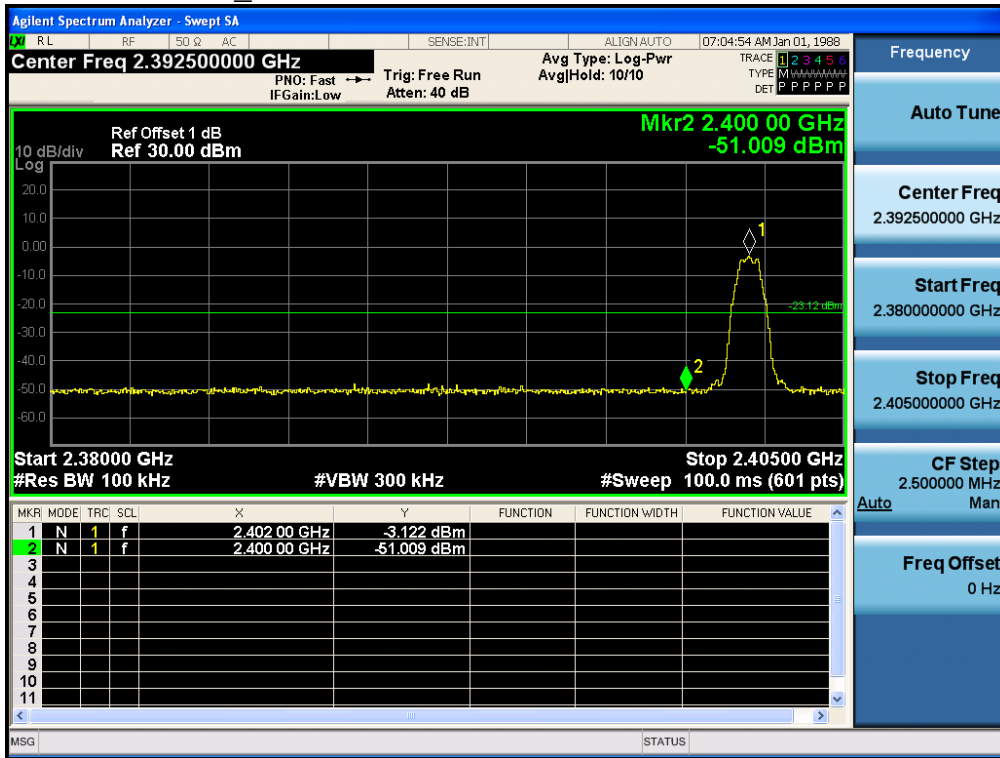 Agilent Spectrum Analyzer - Swept SA
LXI RL RF 50 Ω AC SENSE:INT ALIGN AUTO 07:04:54 AM Jan 01, 1988
Center Freq 2.392500000 GHz
PNO: Fast
IFGain:Low
Trig: Free Run
Atten: 40 dB
Avg Type: Log-Pwr
Avg|Hold: 10/10
TRACE 1 2 3 4 5 6
TYPE M WWWWW
DET P P P P P P
Ref Offset 1 dB
10 dB/div Ref 30.00 dBm
Log
Mkr2 2.400 00 GHz
-51.009 dBm
20.0
10.0
0.00
-10.0
-20.0
-30.0
-40.0
-50.0
-60.0
1
-23.12 dBm
2
Start 2.38000 GHz Stop 2.40500 GHz
#Res BW 100 kHz #VBW 300 kHz #Sweep 100.0 ms (601 pts)
MKR MODE TRC SCL X Y FUNCTION FUNCTION WIDTH FUNCTION VALUE
1 N 1 f 2.402 00 GHz -3.122 dBm
2 N 1 f 2.400 00 GHz -51.009 dBm
3
4
5
6
7
8
9
10
11
MSG STATUS
Frequency
Auto Tune
Center Freq
2.392500000 GHz
Start Freq
2.380000000 GHz
Stop Freq
2.405000000 GHz
CF Step
2.500000 MHz
Auto Man
Freq Offset
0 Hz